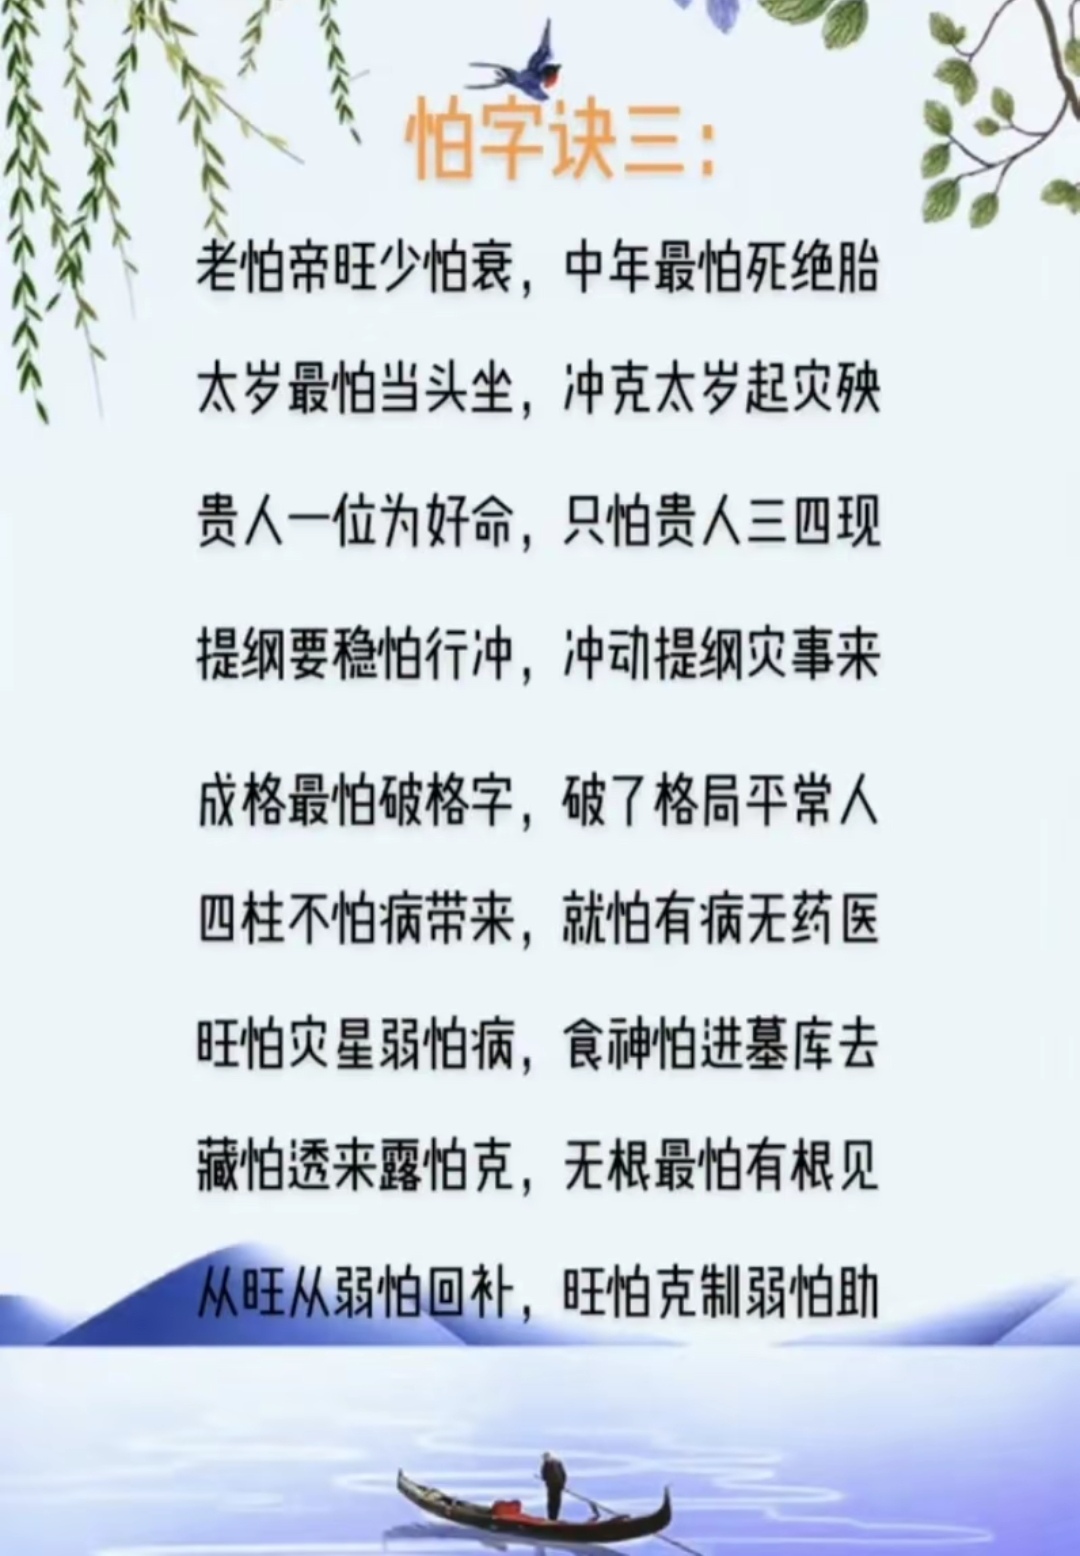 怕字诀三：
老怕帝旺少怕衰，中年最怕死绝胎
太岁最怕当头坐，冲克太岁起灾殃
贵人一位为好命，只怕贵人三四现
提纲要稳怕行冲，冲动提纲灾事来
成格最怕破格字，破了格局平常人
四柱不怕病带来，就怕有病无药医
旺怕灾星弱怕病，食神怕进墓库去
藏怕透来露怕克，无根最怕有根见
从旺从弱怕回补，旺怕克制弱怕助